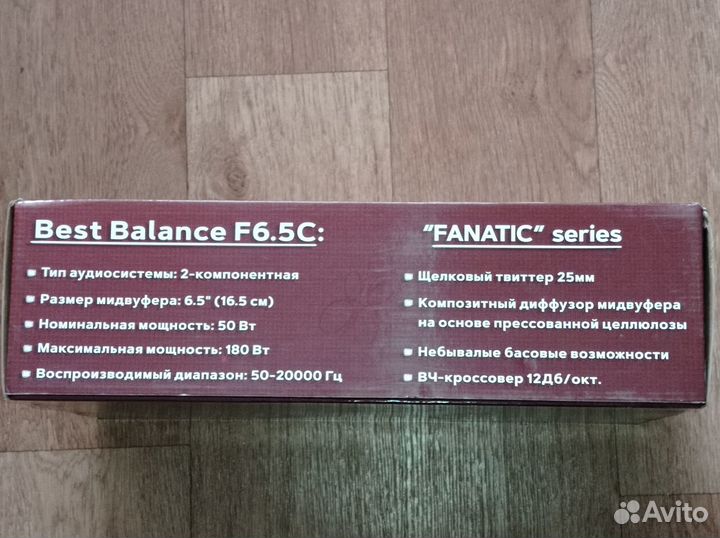 Best Balance F6.5C:
Тип аудиосистемы: 2-компонентная
Размер мидвуфера: 6.5" (16.5 см)
Номинальная мощность: 50 Вт
Максимальная мощность: 180 Вт
Воспроизводимый диапазон: 50-20000 Гц
"FANATIC" series
Щелковый твиттер 25мм
Композитный диффузор мидвуфера
на основе прессованной целлюлозы
Небывалые басовые возможности
ВЧ-кроссовер 12Дб/окт.
Avito